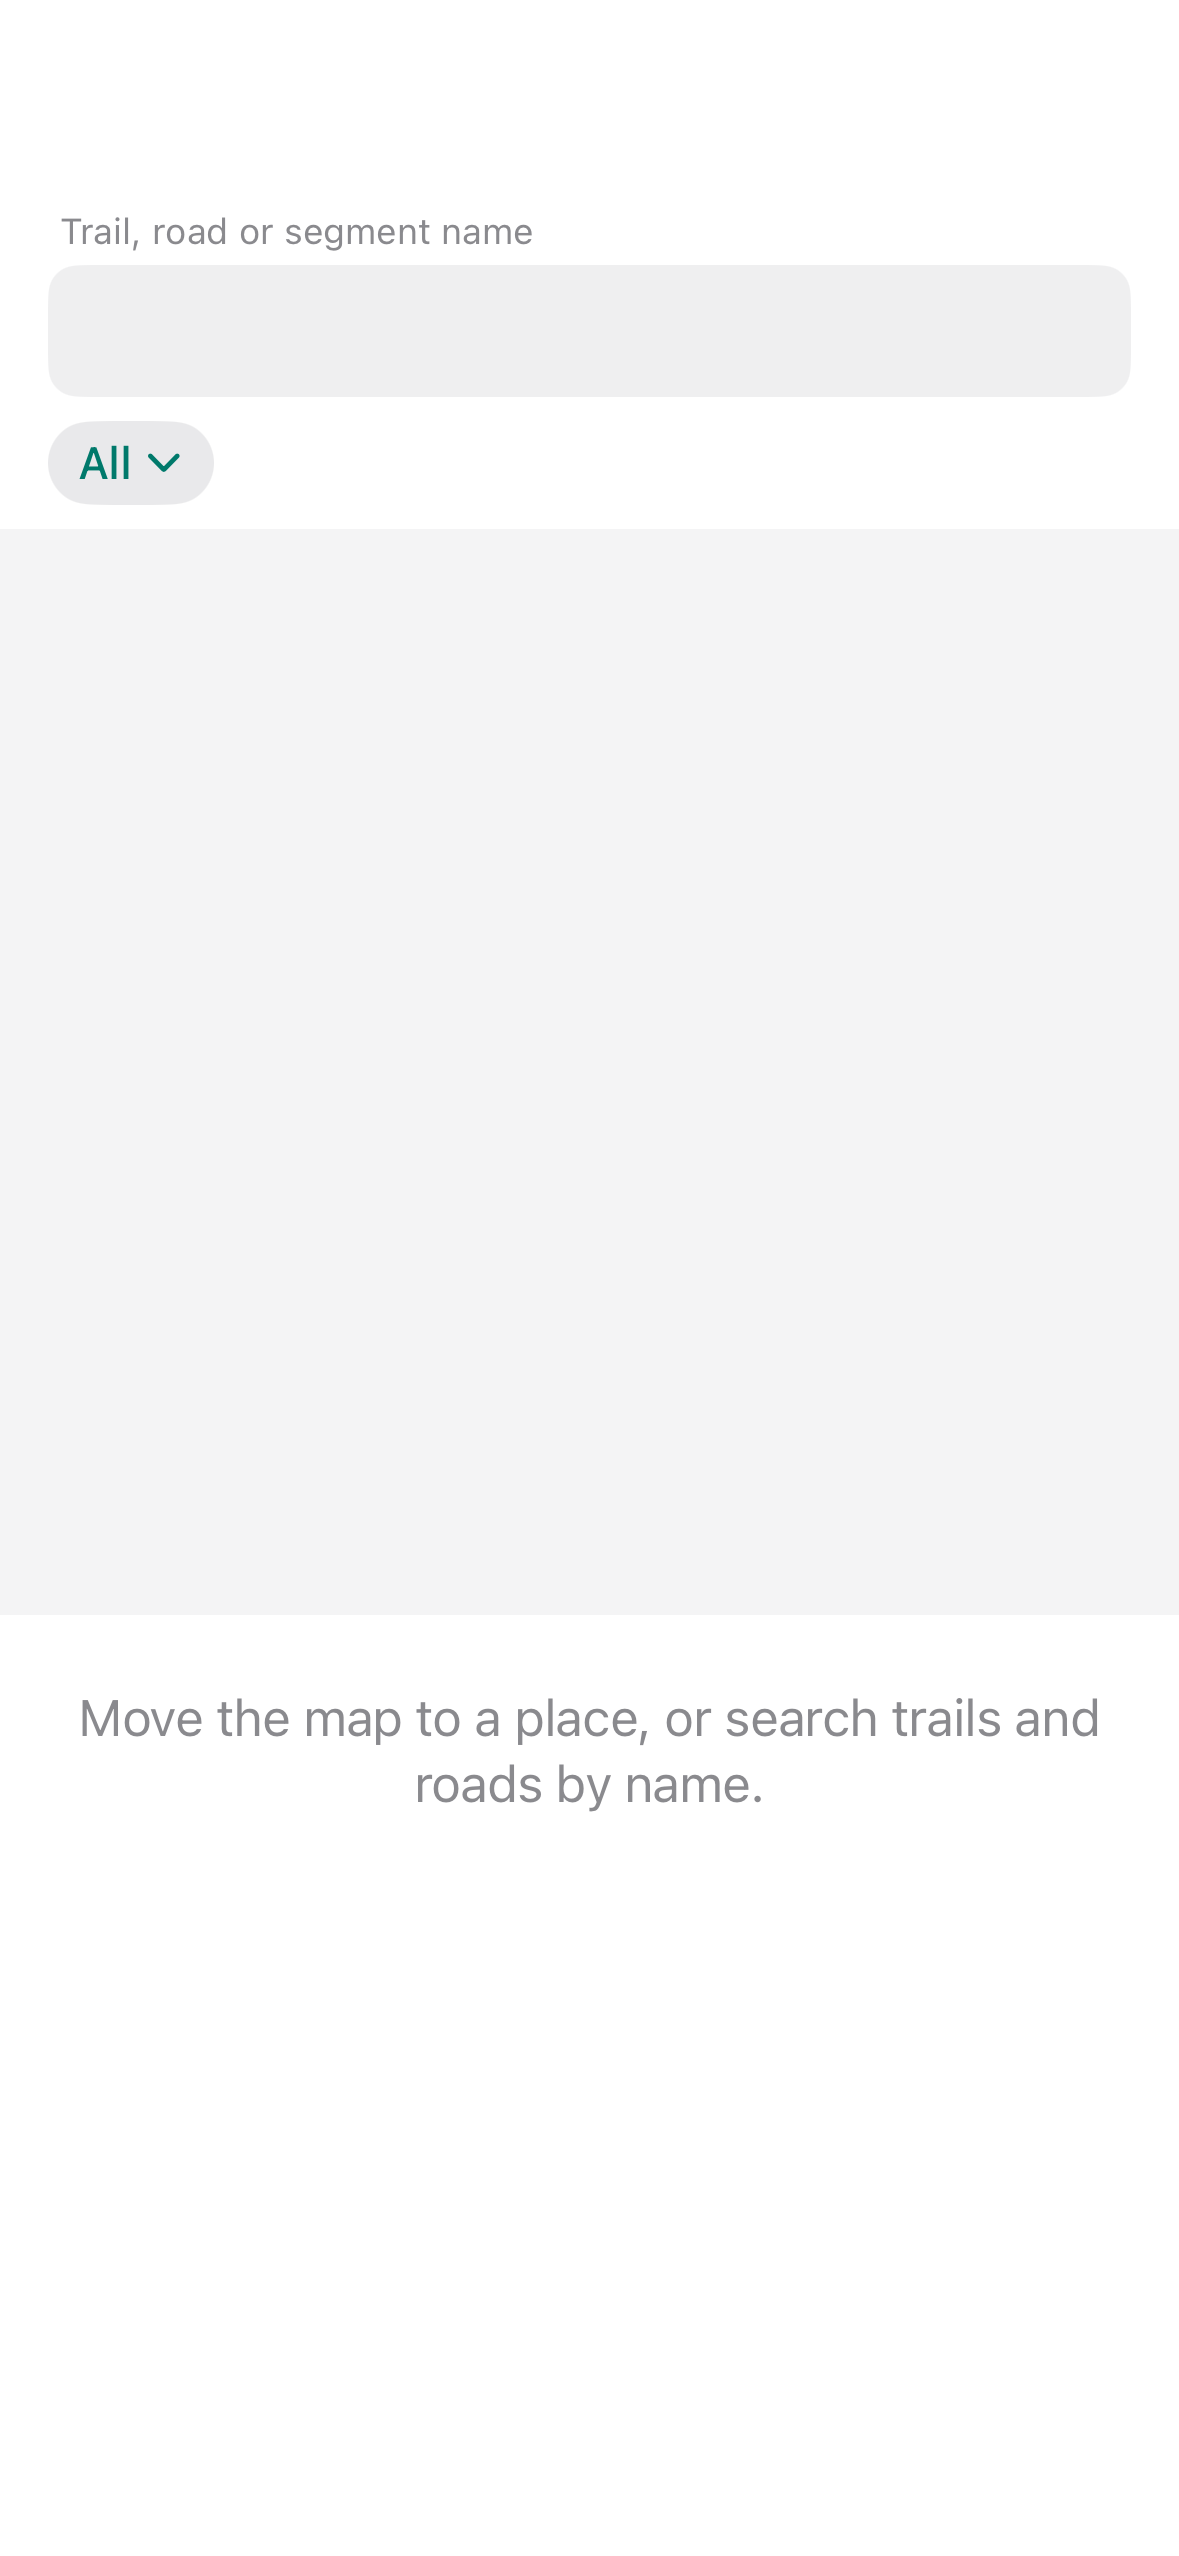 Trail, road or segment name
All
Move the map to a place, or search trails and
roads by name.